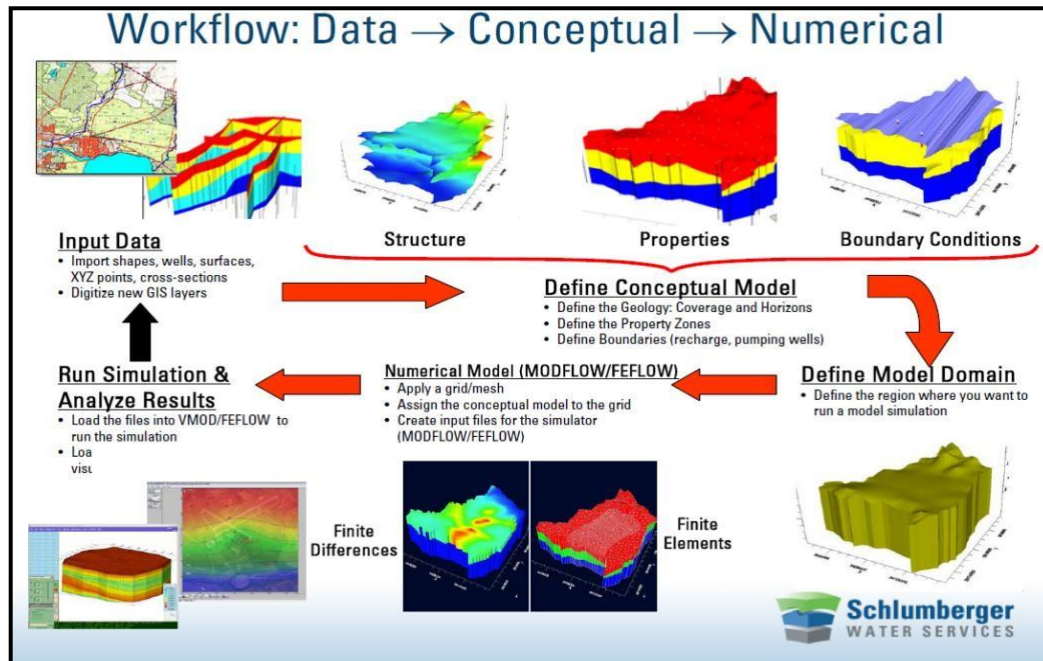 Workflow: Data → Conceptual → Numerical
Input Data
• Import shapes, wells, surfaces,
XYZ points, cross-sections
• Digitize new GIS layers
Structure
Properties
Boundary Conditions
Define Conceptual Model
• Define the Geology: Coverage and Horizons
• Define the Property Zones
• Define Boundaries (recharge, pumping wells)
Define Model Domain
• Define the region where you want to
run a model simulation
Numerical Model (MODFLOW/FEFLOW)
• Apply a grid/mesh
• Assign the conceptual model to the grid
• Create input files for the simulator
(MODFLOW/FEFLOW)
Run Simulation &
Analyze Results
• Load the files into VMOD/FEFLOW to
run the simulation
Finite
Differences
Finite
Elements
Schlumberger
WATER SERVICES